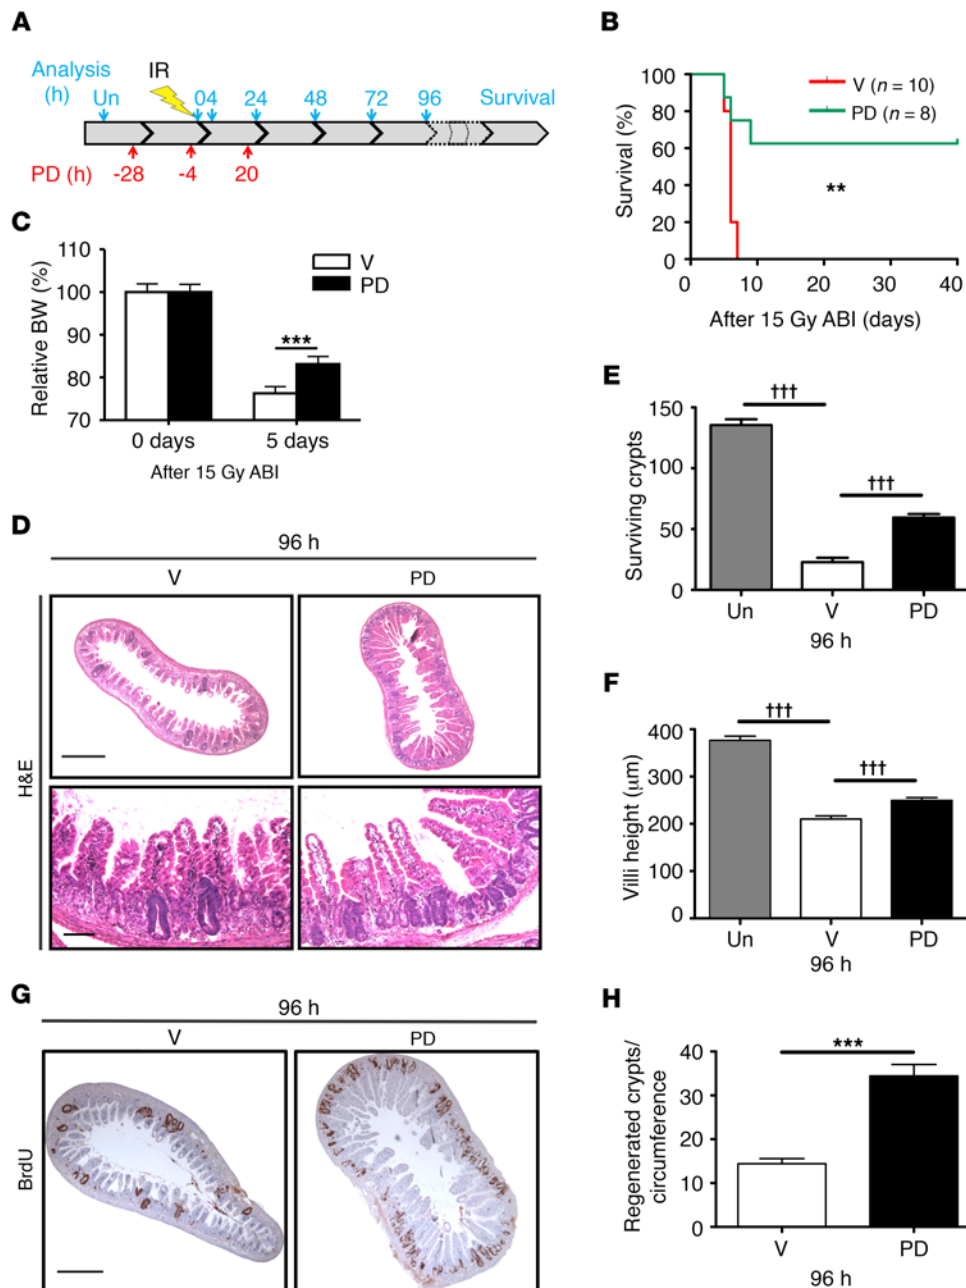 A
Analysis
(h)
Un
IR
04
24
48
72
96
Survival
PD (h)
-28
-4
20
B
100
80
60
40
20
0
Survival (%)
V (n = 10)
PD (n = 8)
**
0
10
20
30
40
After 15 Gy ABI (days)
C
110
100
90
80
70
Relative BW (%)
V
PD
***
0 days
5 days
After 15 Gy ABI
D
96 h
V
PD
H&E
E
150
100
50
0
Surviving crypts
†††
†††
Un
V
PD
96 h
F
400
300
200
100
0
Villi height (µm)
†††
†††
Un
V
PD
96 h
G
96 h
V
PD
BrdU
H
40
30
20
10
0
Regenerated crypts/
circumference
***
V
PD
96 h